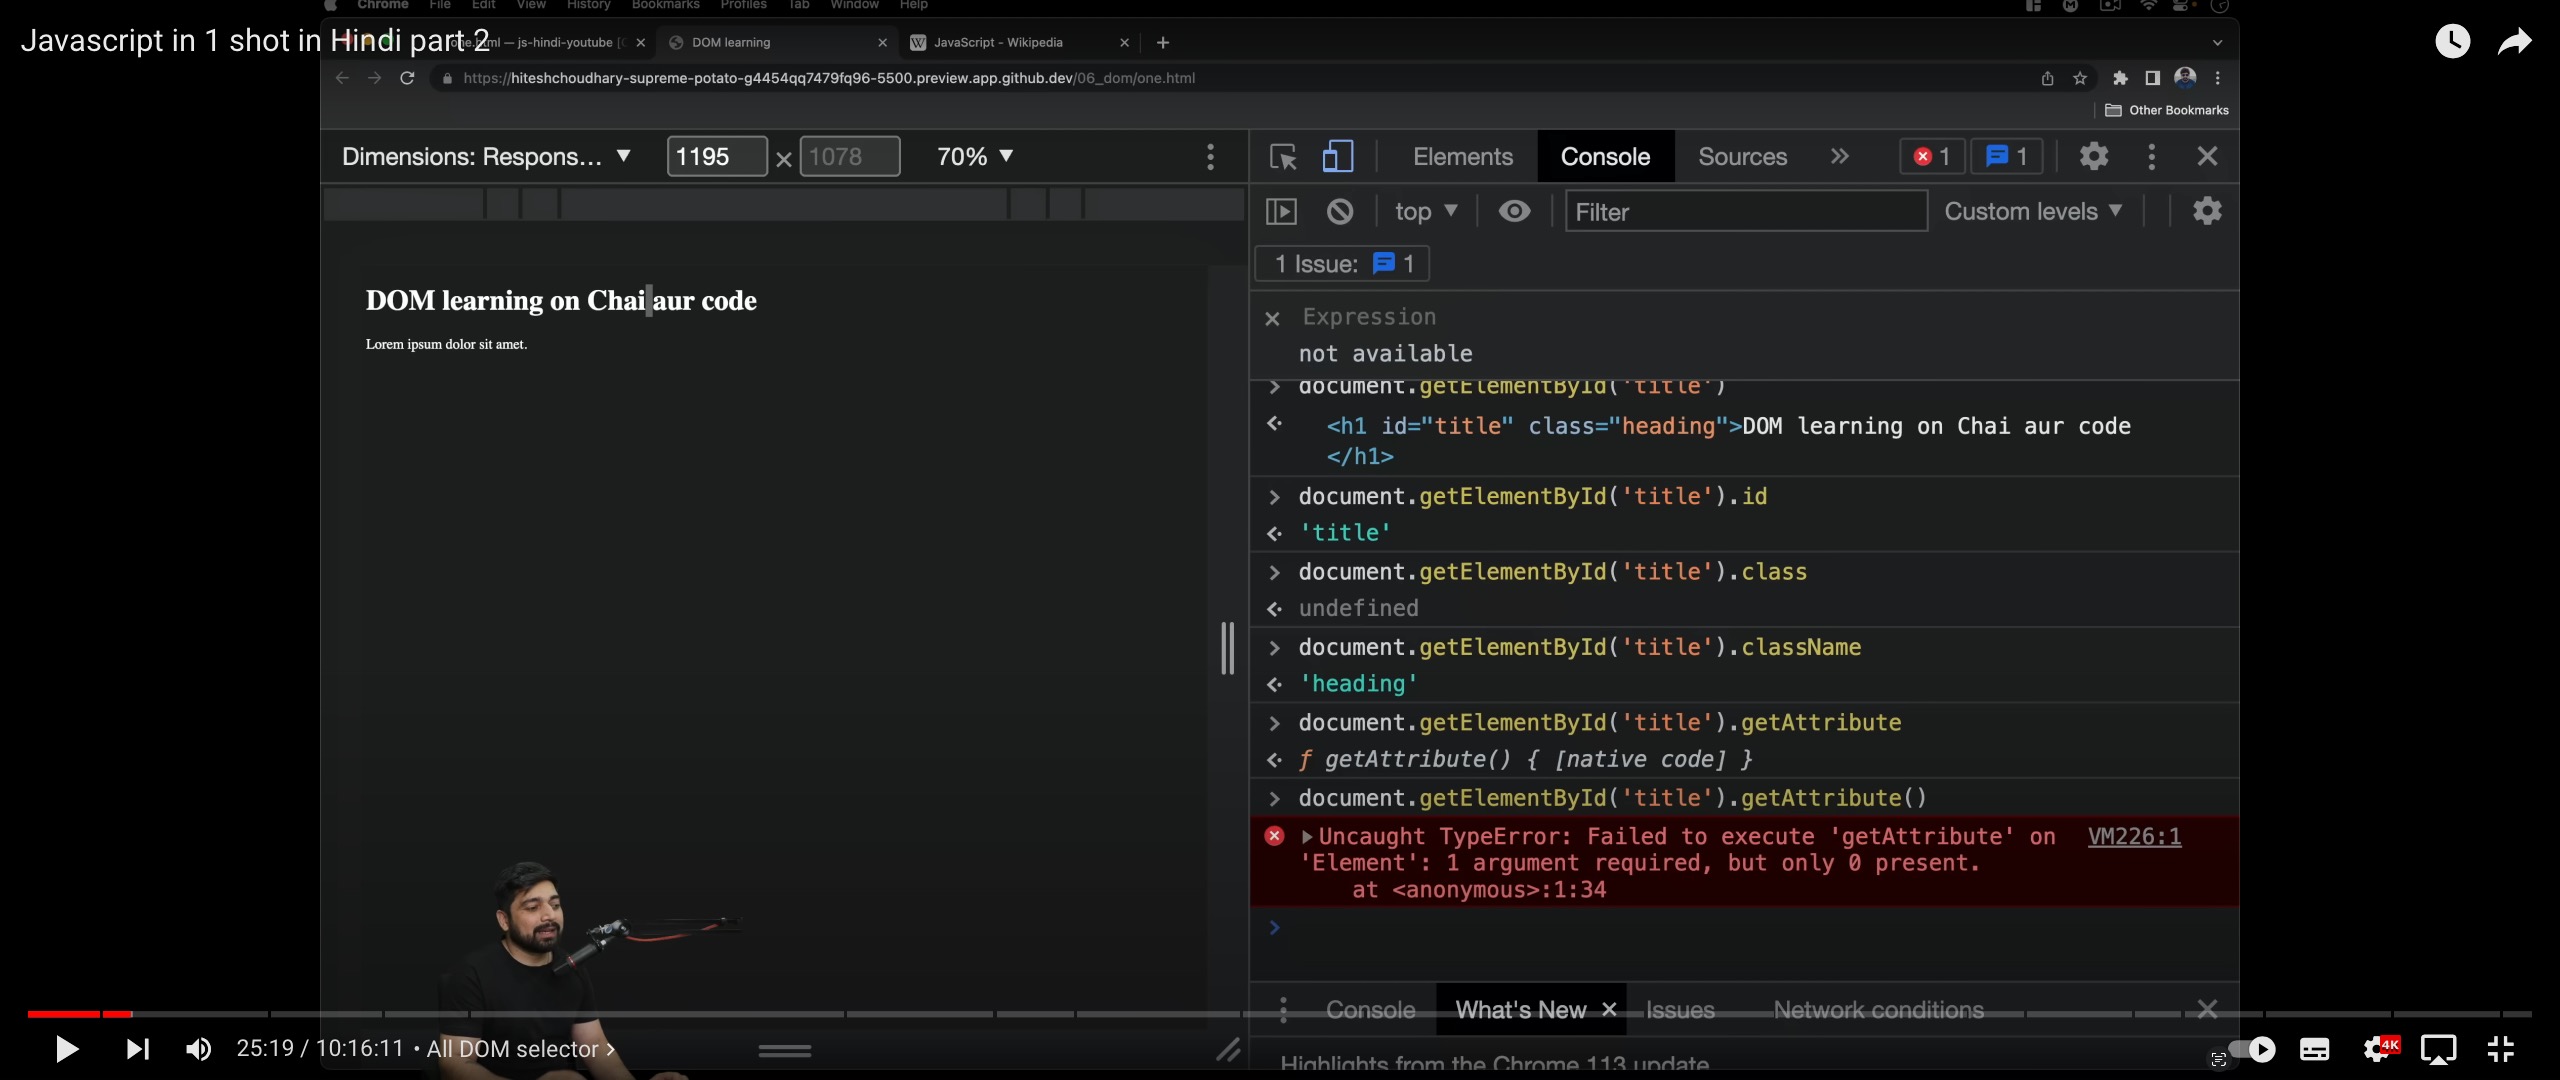 Chrome File Edit View History Bookmarks Profiles Tab Window Help
Javascript in 1 shot in Hindi part 2
one.html — js-hindi-youtube [
DOM learning
JavaScript - Wikipedia
https://hiteshchoudhary-supreme-potato-g4454qq7479fq96-5500.preview.app.github.dev/06_dom/one.html
Other Bookmarks
Dimensions: Respons... 1195 × 1078 70%
Elements Console Sources 1 1
top Filter Custom levels
1 Issue: 1
Expression
not available
document.getElementById('title')
<h1 id="title" class="heading">DOM learning on Chai aur code
</h1>
document.getElementById('title').id
'title'
document.getElementById('title').class
undefined
document.getElementById('title').className
'heading'
document.getElementById('title').getAttribute
ƒ getAttribute() { [native code] }
document.getElementById('title').getAttribute()
Uncaught TypeError: Failed to execute 'getAttribute' on VM226:1
'Element': 1 argument required, but only 0 present.
at <anonymous>:1:34
DOM learning on Chai aur code
Lorem ipsum dolor sit amet.
Console What's New Issues Network conditions
Highlights from the Chrome 113 update
25:19 / 10:16:11 • All DOM selector
4K